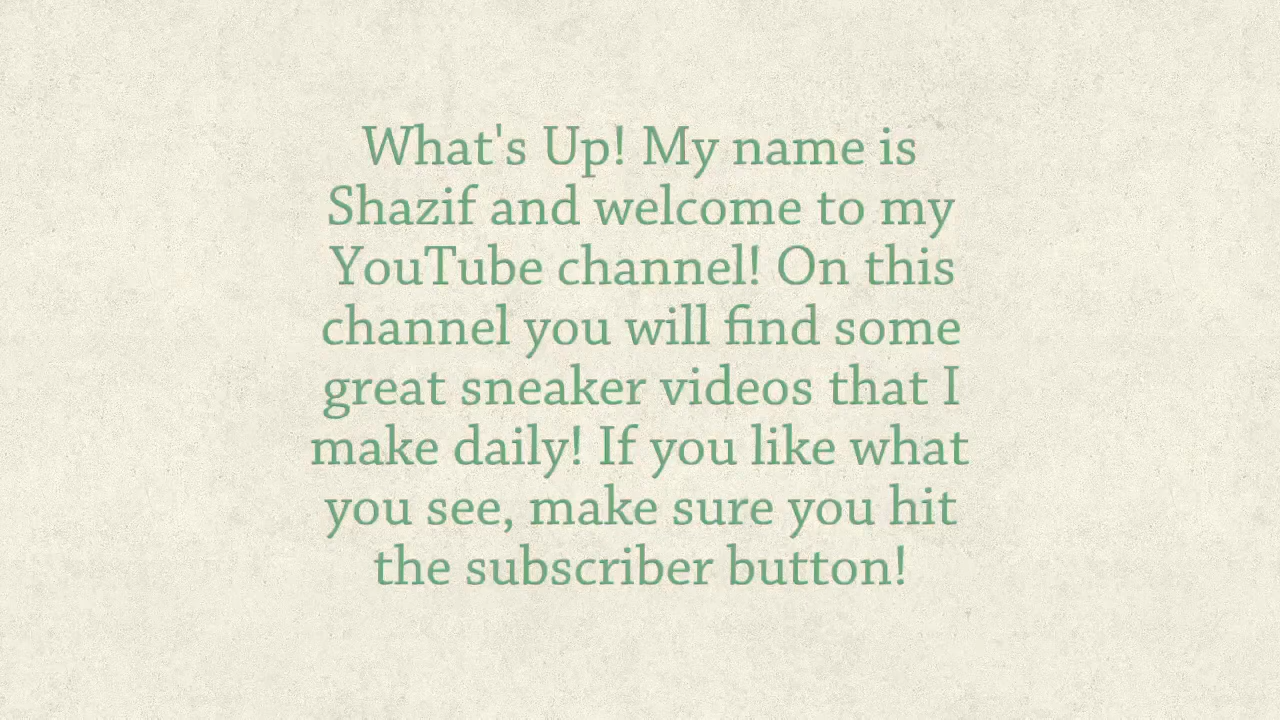 What's Up! My name is
Shazif and welcome to my
YouTube channel! On this
channel you will find some
great sneaker videos that I
make daily! If you like what
you see, make sure you hit
the subscriber button!